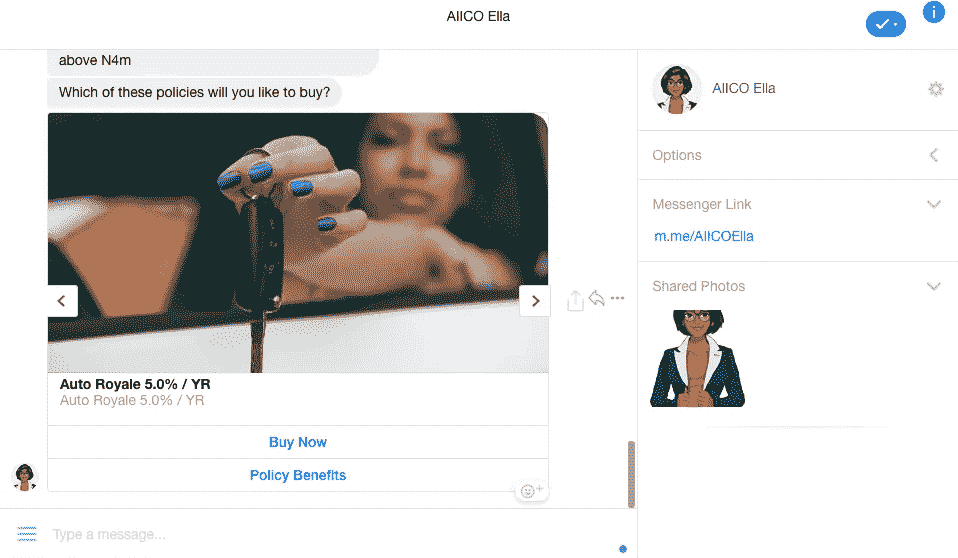 AIICO Ella
above N4m
Which of these policies will you like to buy?
Auto Royale 5.0% / YR
Auto Royale 5.0% / YR
Buy Now
Policy Benefits
Type a message...
AIICO Ella
Options
Messenger Link
m.me/AIICOElla
Shared Photos